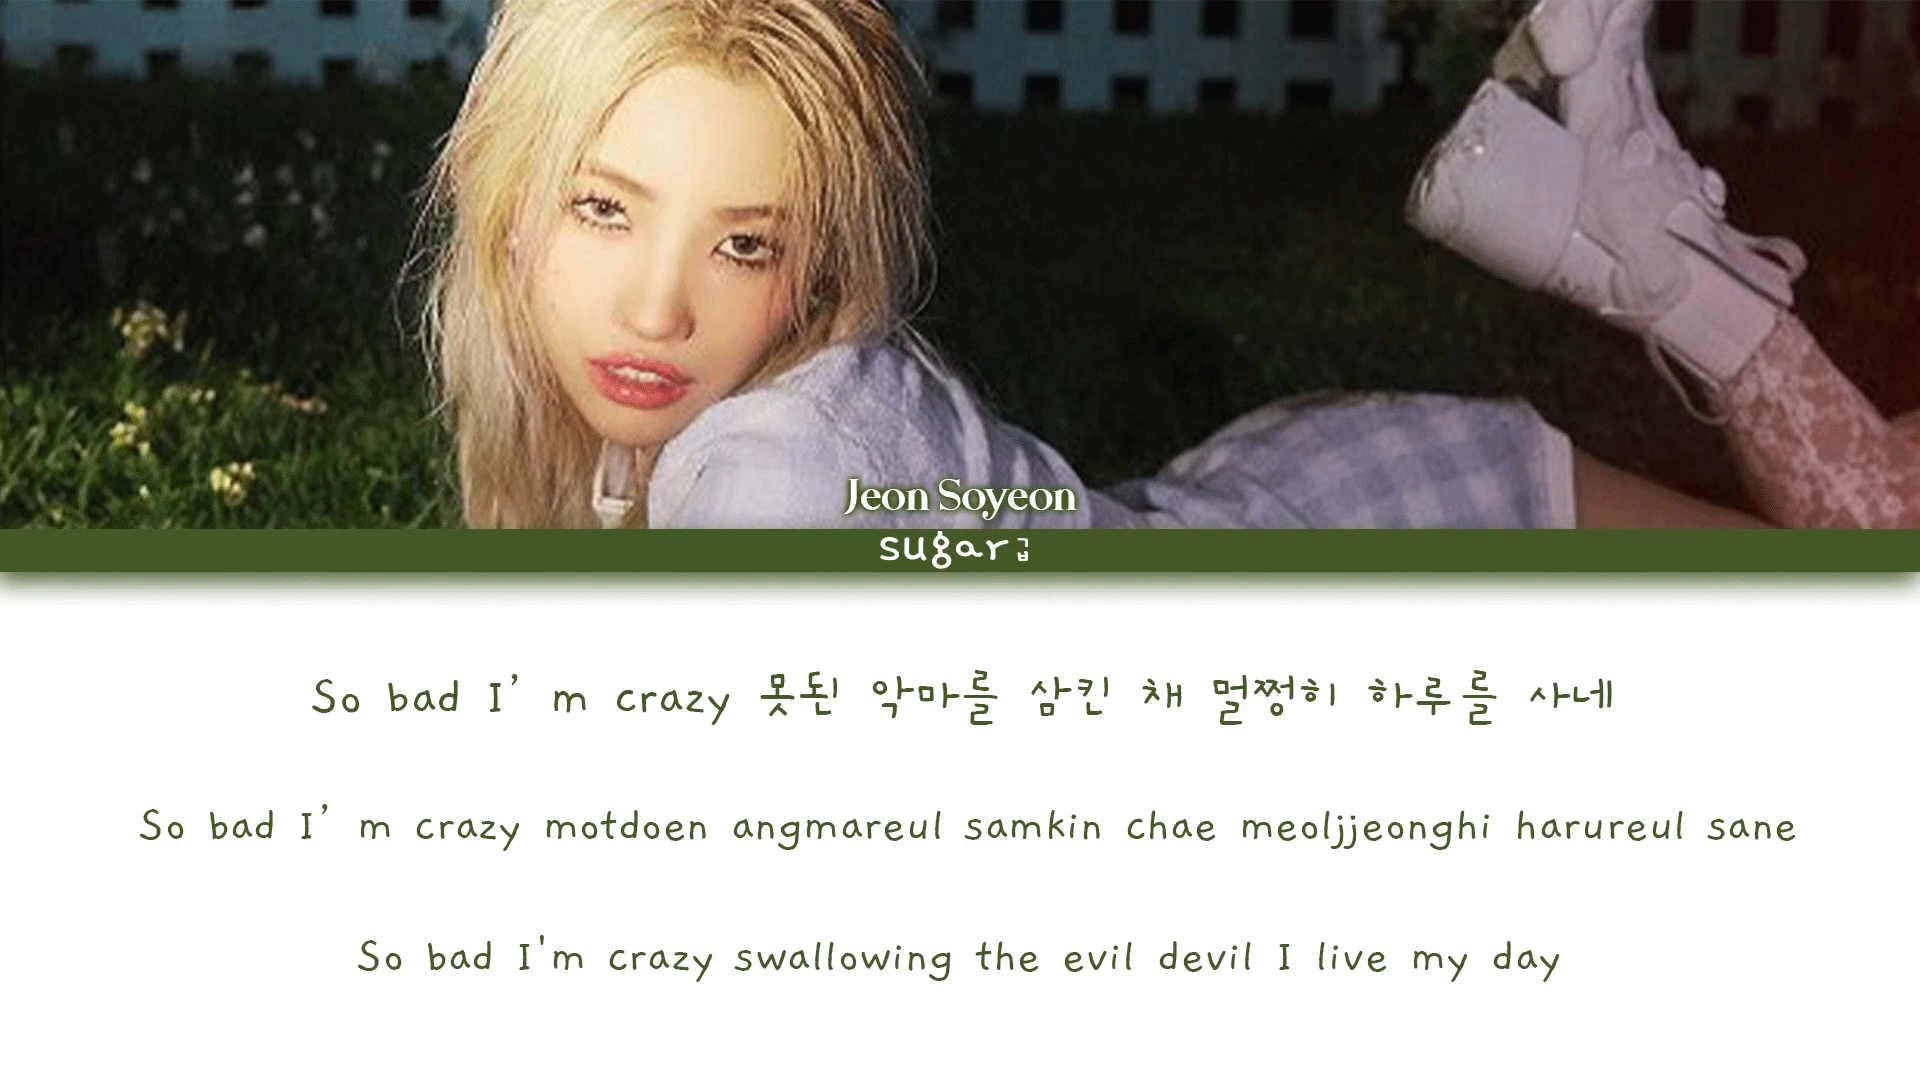 Jeon Soyeon
sugar급
So bad I’m crazy 못돈 악마를 삼킨 채 멀쩡히 하루를 사네
So bad I’m crazy motdoen angmareul samkin chae meoljjeonghi harureul sane
So bad I'm crazy swallowing the evil devil I live my day